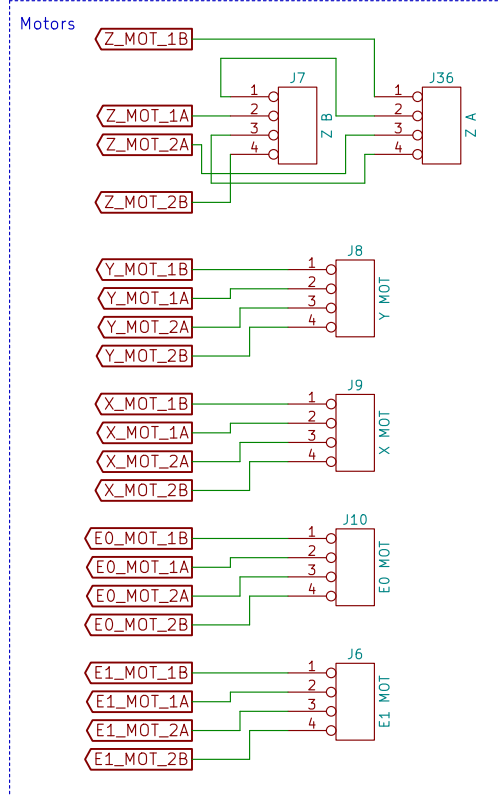 Motors
Z_MOT_1B
J7
J36
1
1
Z_MOT_1A
2
2
Z_MOT_2A
3
3
4
4
Z B
Z A
Z_MOT_2B
J8
Y_MOT_1B
1
Y_MOT_1A
2
Y_MOT_2A
3
Y_MOT_2B
4
Y MOT
J9
X_MOT_1B
1
X_MOT_1A
2
X_MOT_2A
3
X_MOT_2B
4
X MOT
J10
E0_MOT_1B
1
E0_MOT_1A
2
E0_MOT_2A
3
E0_MOT_2B
4
E0 MOT
J6
E1_MOT_1B
1
E1_MOT_1A
2
E1_MOT_2A
3
E1_MOT_2B
4
E1 MOT